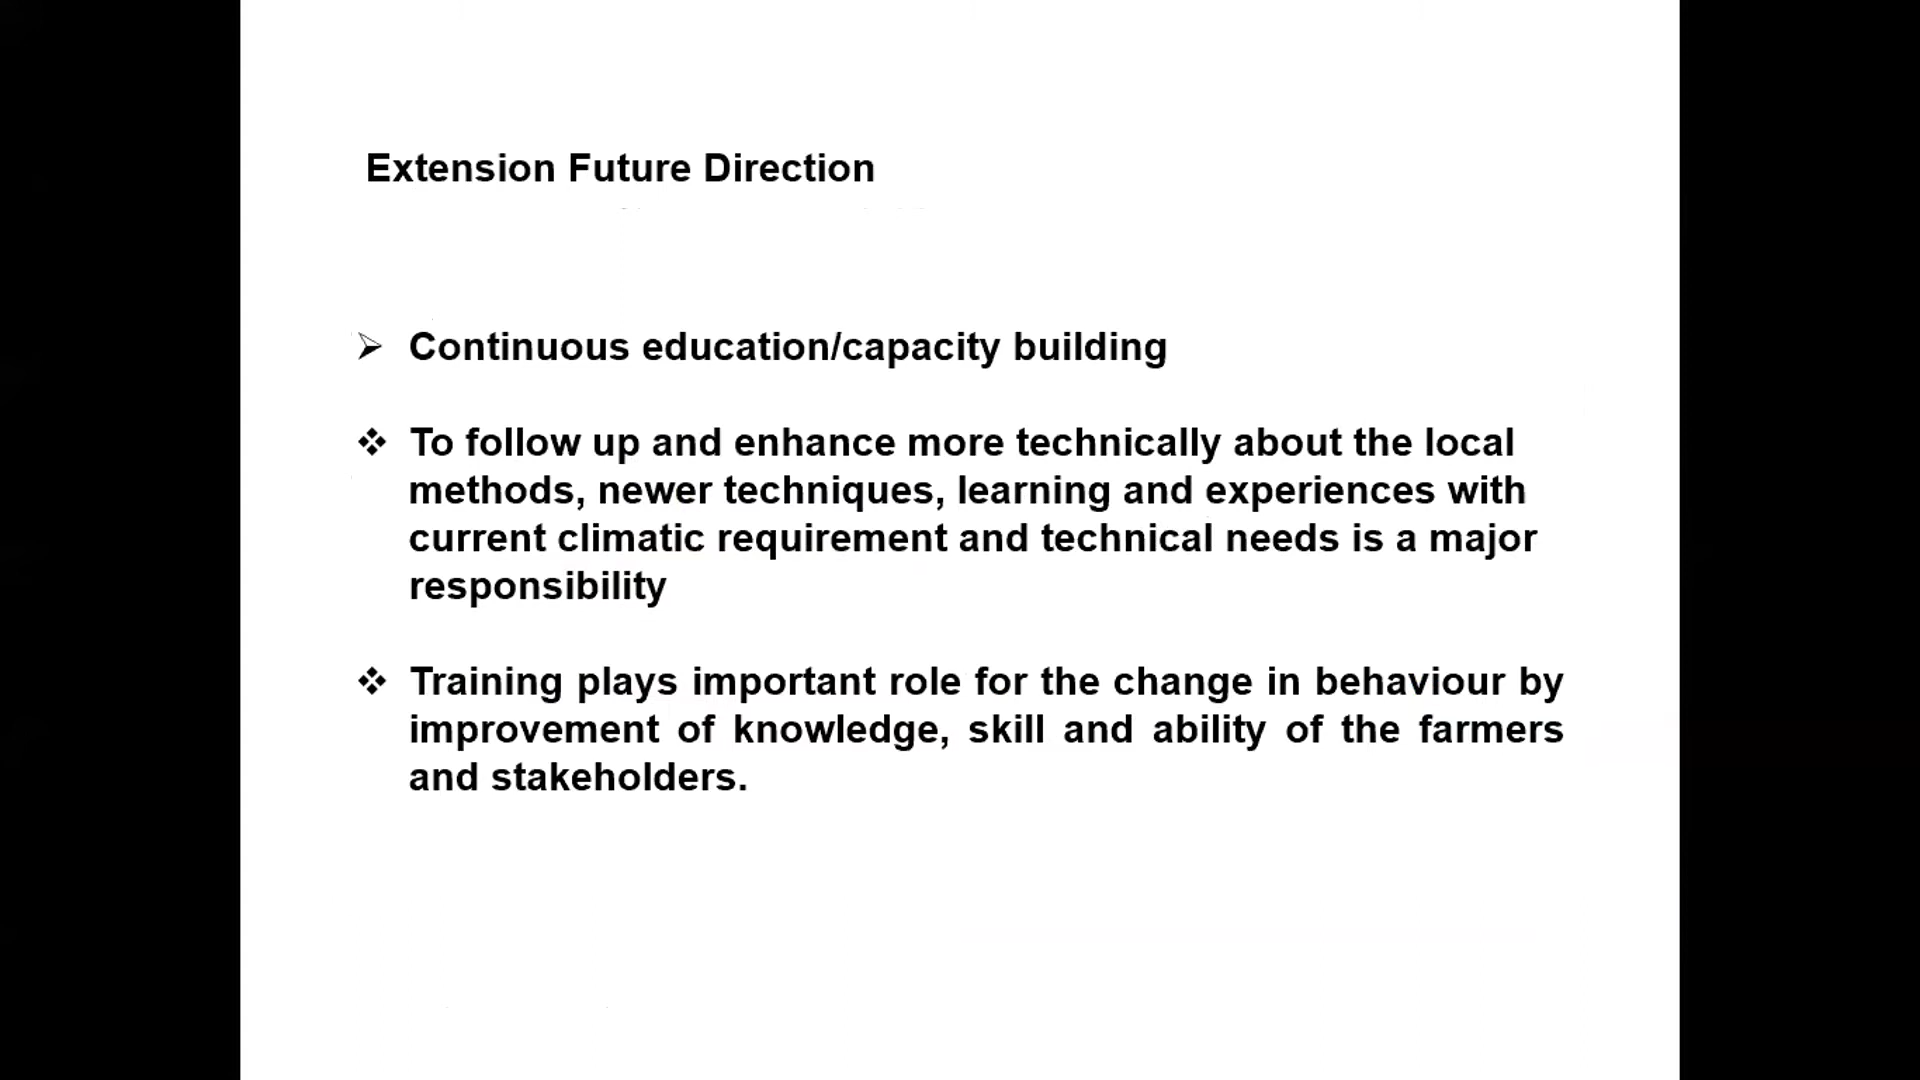 Extension Future Direction
➢ Continuous education/capacity building
❖ To follow up and enhance more technically about the local
methods, newer techniques, learning and experiences with
current climatic requirement and technical needs is a major
responsibility
❖ Training plays important role for the change in behaviour by
improvement of knowledge, skill and ability of the farmers
and stakeholders.